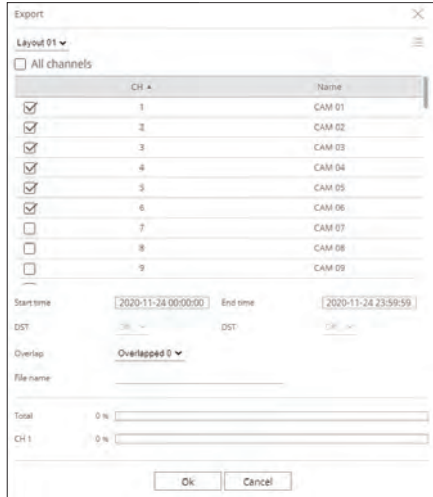 Export
Layout 01
All channels
CH Name
1 CAM 01
2 CAM 02
3 CAM 03
4 CAM 04
5 CAM 05
6 CAM 06
7 CAM 07
8 CAM 08
9 CAM 09
Start time 2020-11-24 00:00:00 End time 2020-11-24 23:59:59
DST DST
Overlap Overlapped 0
File name
Total 0 %
CH 1 0 %
Ok Cancel